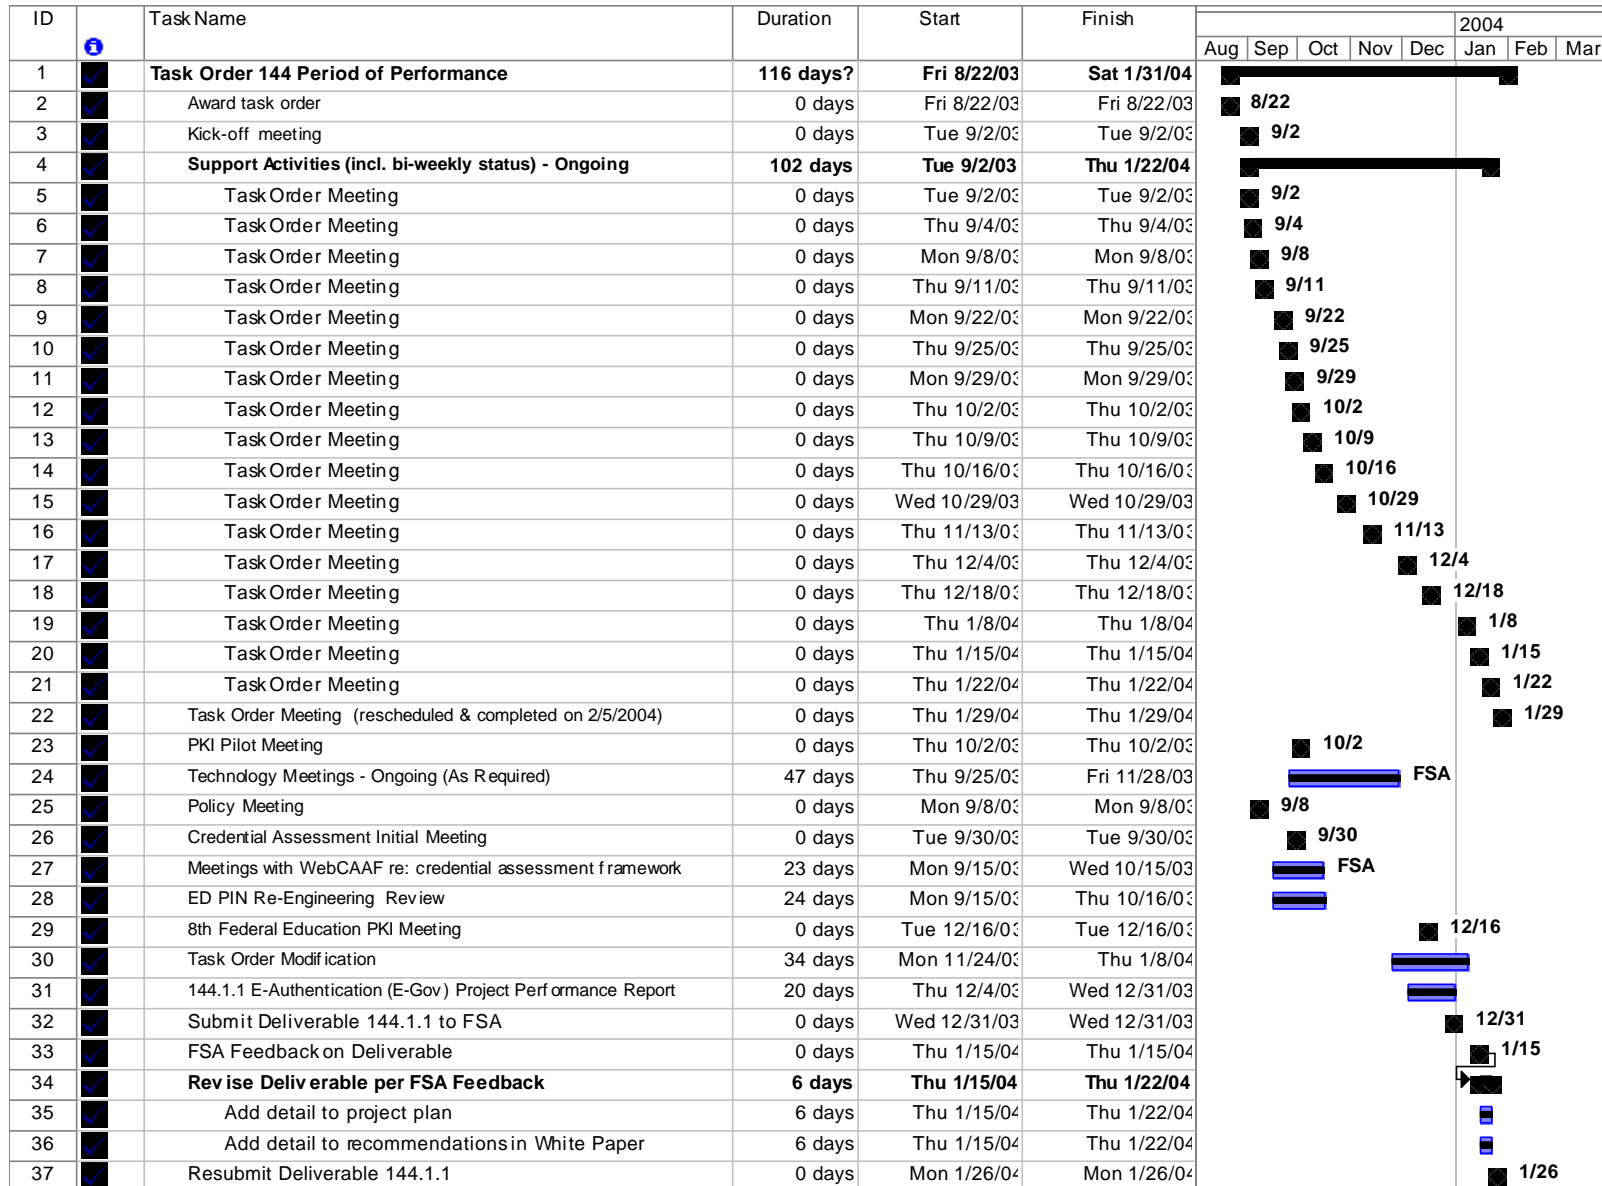 ID Task Name Duration Start Finish 2004
Aug Sep Oct Nov Dec Jan Feb Mar
1 Task Order 144 Period of Performance 116 days? Fri 8/22/03 Sat 1/31/04
2 Award task order 0 days Fri 8/22/03 Fri 8/22/03 8/22
3 Kick-off meeting 0 days Tue 9/2/03 Tue 9/2/03 9/2
4 Support Activities (incl. bi-weekly status) - Ongoing 102 days Tue 9/2/03 Thu 1/22/04
5 Task Order Meeting 0 days Tue 9/2/03 Tue 9/2/03 9/2
6 Task Order Meeting 0 days Thu 9/4/03 Thu 9/4/03 9/4
7 Task Order Meeting 0 days Mon 9/8/03 Mon 9/8/03 9/8
8 Task Order Meeting 0 days Thu 9/11/03 Thu 9/11/03 9/11
9 Task Order Meeting 0 days Mon 9/22/03 Mon 9/22/03 9/22
10 Task Order Meeting 0 days Thu 9/25/03 Thu 9/25/03 9/25
11 Task Order Meeting 0 days Mon 9/29/03 Mon 9/29/03 9/29
12 Task Order Meeting 0 days Thu 10/2/03 Thu 10/2/03 10/2
13 Task Order Meeting 0 days Thu 10/9/03 Thu 10/9/03 10/9
14 Task Order Meeting 0 days Thu 10/16/03 Thu 10/16/03 10/16
15 Task Order Meeting 0 days Wed 10/29/03 Wed 10/29/03 10/29
16 Task Order Meeting 0 days Thu 11/13/03 Thu 11/13/03 11/13
17 Task Order Meeting 0 days Thu 12/4/03 Thu 12/4/03 12/4
18 Task Order Meeting 0 days Thu 12/18/03 Thu 12/18/03 12/18
19 Task Order Meeting 0 days Thu 1/8/04 Thu 1/8/04 1/8
20 Task Order Meeting 0 days Thu 1/15/04 Thu 1/15/04 1/15
21 Task Order Meeting 0 days Thu 1/22/04 Thu 1/22/04 1/22
22 Task Order Meeting (rescheduled & completed on 2/5/2004) 0 days Thu 1/29/04 Thu 1/29/04 1/29
23 PKI Pilot Meeting 0 days Thu 10/2/03 Thu 10/2/03 10/2
24 Technology Meetings - Ongoing (As Required) 47 days Thu 9/25/03 Fri 11/28/03 FSA
25 Policy Meeting 0 days Mon 9/8/03 Mon 9/8/03 9/8
26 Credential Assessment Initial Meeting 0 days Tue 9/30/03 Tue 9/30/03 9/30
27 Meetings with WebCAAF re: credential assessment framework 23 days Mon 9/15/03 Wed 10/15/03 FSA
28 ED PIN Re-Engineering Review 24 days Mon 9/15/03 Thu 10/16/03
29 8th Federal Education PKI Meeting 0 days Tue 12/16/03 Tue 12/16/03 12/16
30 Task Order Modification 34 days Mon 11/24/03 Thu 1/8/04
31 144.1.1 E-Authentication (E-Gov) Project Performance Report 20 days Thu 12/4/03 Wed 12/31/03
32 Submit Deliverable 144.1.1 to FSA 0 days Wed 12/31/03 Wed 12/31/03 12/31
33 FSA Feedback on Deliverable 0 days Thu 1/15/04 Thu 1/15/04 1/15
34 Revise Deliverable per FSA Feedback 6 days Thu 1/15/04 Thu 1/22/04
35 Add detail to project plan 6 days Thu 1/15/04 Thu 1/22/04
36 Add detail to recommendations in White Paper 6 days Thu 1/15/04 Thu 1/22/04
37 Resubmit Deliverable 144.1.1 0 days Mon 1/26/04 Mon 1/26/04 1/26